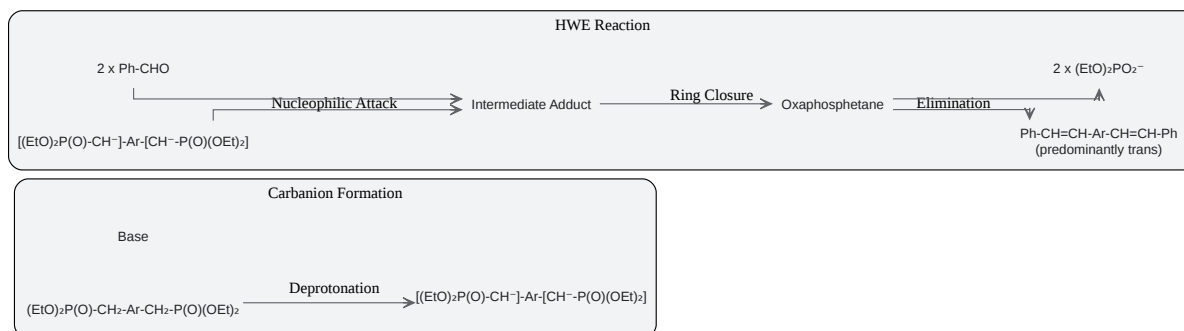 HWE Reaction
2 x Ph-CHO
2 x (EtO)₂PO₂⁻
Nucleophilic Attack
Intermediate Adduct
Ring Closure
Oxaphosphetane
Elimination
[(EtO)₂P(O)-CH⁻]-Ar-[CH⁻-P(O)(OEt)₂]
Ph-CH=CH-Ar-CH=CH-Ph
(predominantly trans)
Carbanion Formation
Base
(EtO)₂P(O)-CH₂-Ar-CH₂-P(O)(OEt)₂
Deprotonation
[(EtO)₂P(O)-CH⁻]-Ar-[CH⁻-P(O)(OEt)₂]